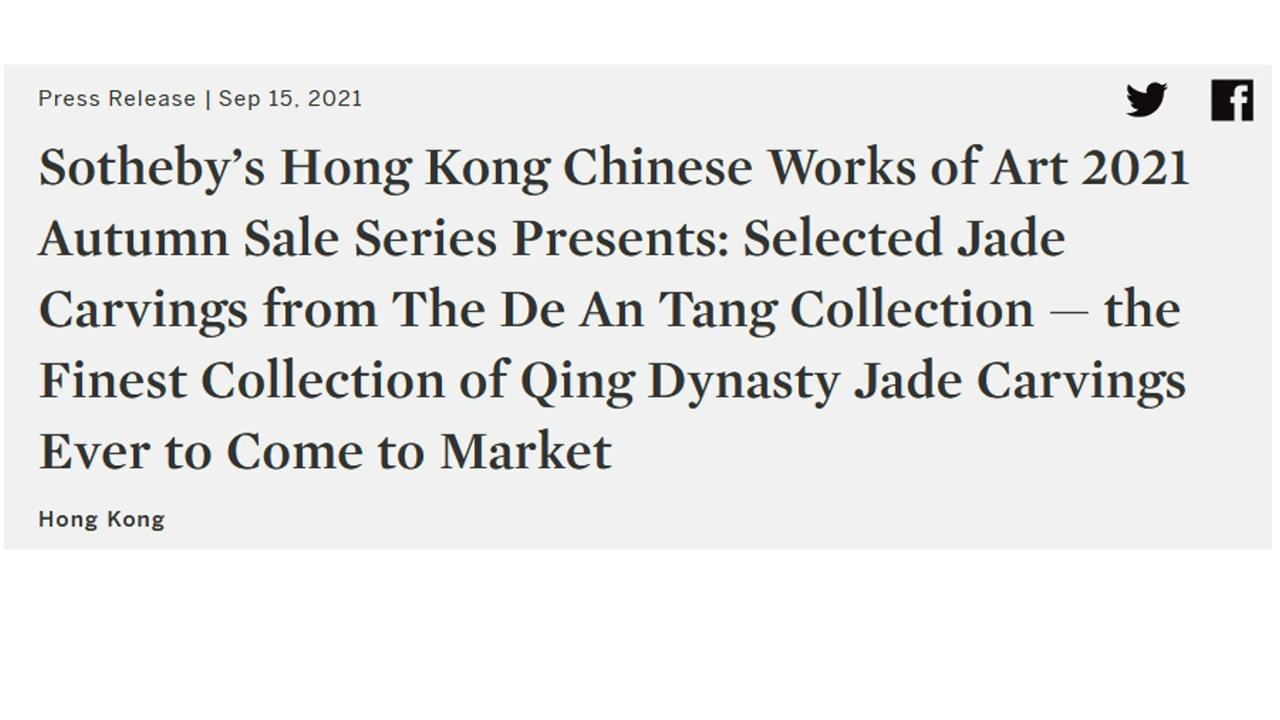 Press Release | Sep 15, 2021
Sotheby’s Hong Kong Chinese Works of Art 2021
Autumn Sale Series Presents: Selected Jade
Carvings from The De An Tang Collection — the
Finest Collection of Qing Dynasty Jade Carvings
Ever to Come to Market
Hong Kong